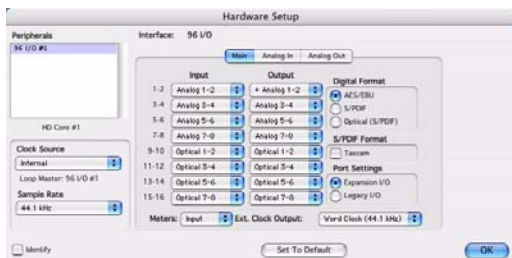 Hardware Setup
Peripherals
96 I/O #1
HD Core #1
Clock Source
Internal
Loop Master: 96 I/O #1
Sample Rate
44.1 kHz
Identify
Interface: 96 I/O
Main Analog In Analog Out
Input Output
1-2 Analog 1-2 + Analog 1-2
3-4 Analog 3-4 Analog 3-4
5-6 Analog 5-6 Analog 5-6
7-8 Analog 7-8 Analog 7-8
9-10 Optical 1-2 Optical 1-2
11-12 Optical 3-4 Optical 3-4
13-14 Optical 5-6 Optical 5-6
15-16 Optical 7-8 Optical 7-8
Meters: Input Ext. Clock Output: Word Clock (44.1 kHz)
Digital Format
AES/EBU
S/PDIF
Optical (S/PDIF)
S/PDIF Format
Tascam
Port Settings
Expansion I/O
Legacy I/O
Set To Default
OK